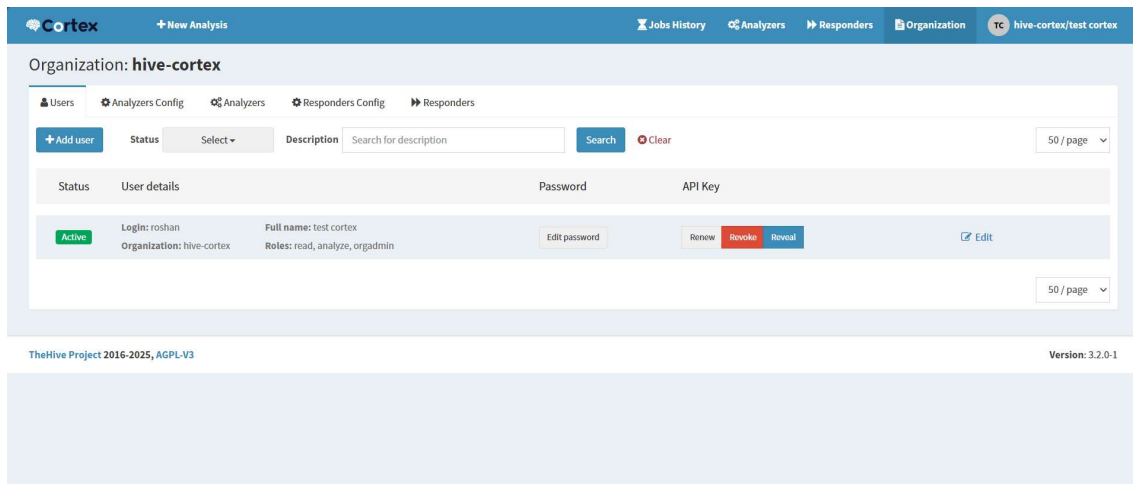 Cortex + New Analysis Jobs History Analyzers Responders Organization TC hive-cortex/test cortex
Organization: hive-cortex
Users Analyzers Config Analyzers Responders Config Responders
+ Add user Status Select Description Search for description Search Clear 50 / page
Status User details Password API Key
Active Login: roshan Full name: test cortex Edit password Renew Revoke Reveal Edit
Organization: hive-cortex Roles: read, analyze, orgadmin
50 / page
TheHive Project 2016-2025, AGPL-V3 Version: 3.2.0-1